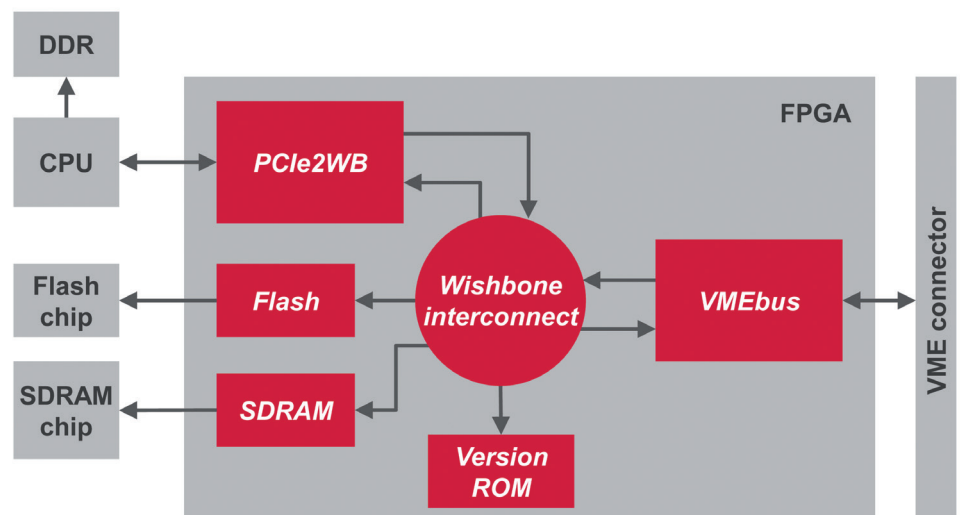 DDR
FPGA
CPU
PCIe2WB
Flash
chip
Flash
Wishbone
interconnect
VMEbus
VME connector
SDRAM
chip
SDRAM
Version
ROM